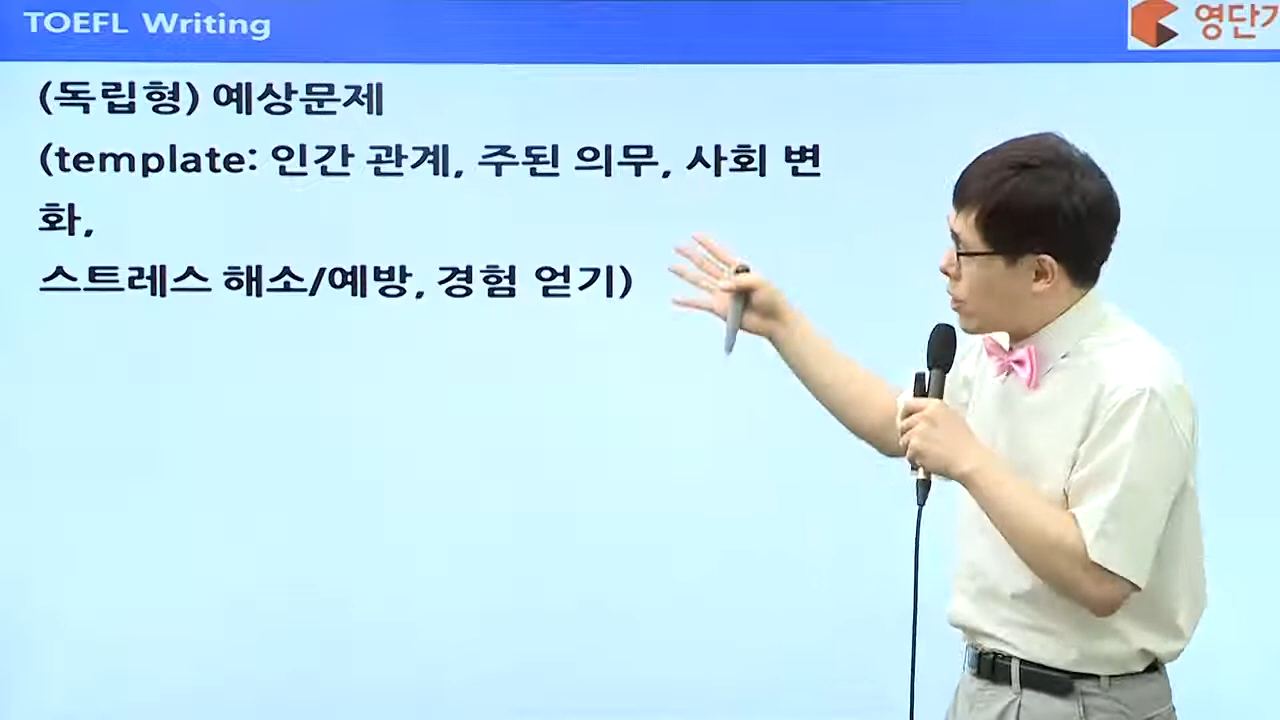 TOEFL Writing
영단기
(독립형) 예상문제
(template: 인간 관계, 주된 의무, 사회 변
화,
스트레스 해소/예방, 경험 얻기)